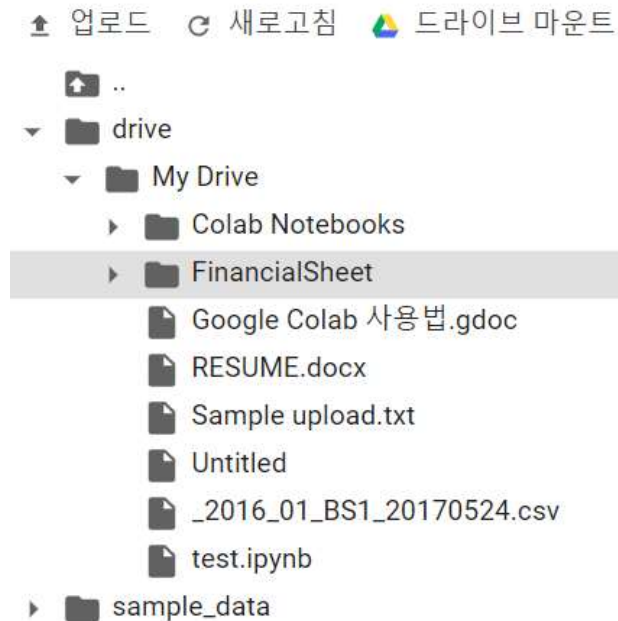 업로드 새로고침 드라이브 마운트
..
drive
My Drive
Colab Notebooks
FinancialSheet
Google Colab 사용법.gdoc
RESUME.docx
Sample upload.txt
Untitled
_2016_01_BS1_20170524.csv
test.ipynb
sample_data